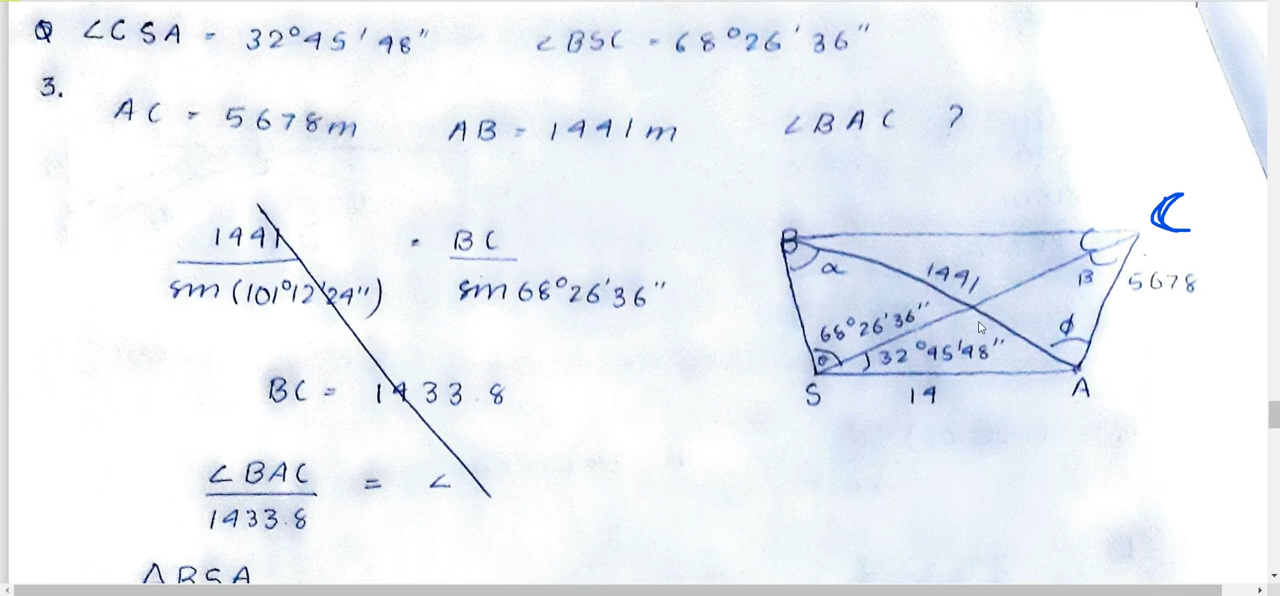 Q ∠CSA = 32°45'48" ∠BSC = 68°26'36"
3.
AC = 5678m AB = 1441m ∠BAC ?
1441 = BC
sin (101°12'24") sin 68°26'36"
BC = 1433.8
∠BAC = ∠
1433.8
B C C
α 1441 B 5678
68°26'36" φ
θ 32°45'48"
S 14 A
ΔBSA